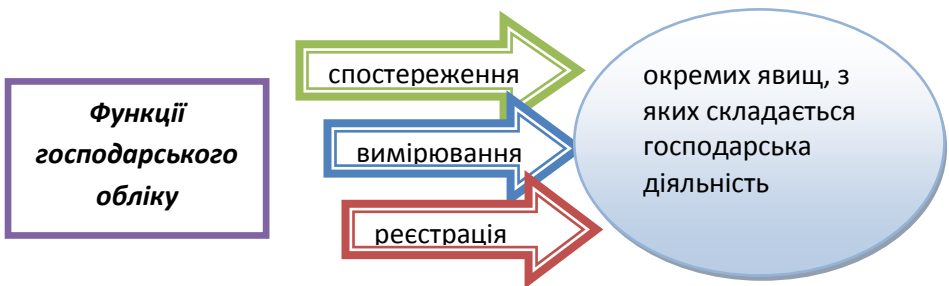 Функції
господарського
обліку
спостереження
вимірювання
реєстрація
окремих явищ, з
яких складається
господарська
діяльність